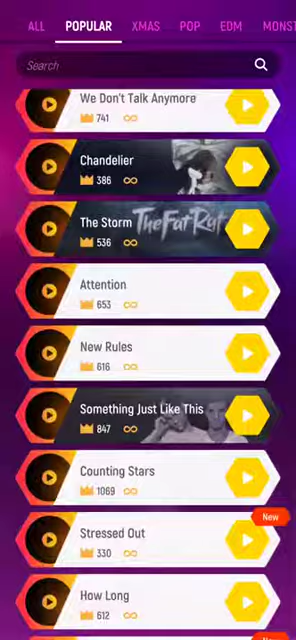 ALL POPULAR XMAS POP EDM MONST
Search
We Don't Talk Anymore
741
Chandelier
386
The Storm TheFatRat
536
Attention
653
New Rules
616
Something Just Like This
847
Counting Stars
1069
New
Stressed Out
330
How Long
612
New